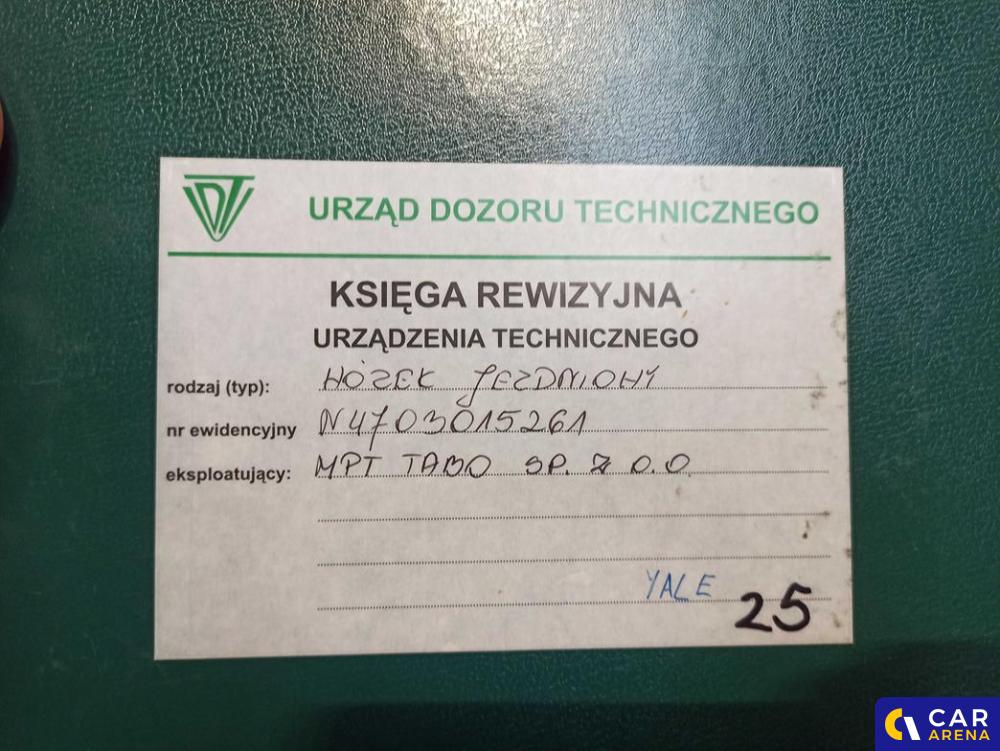 UDT
URZĄD DOZORU TECHNICZNEGO
KSIĘGA REWIZYJNA
URZĄDZENIA TECHNICZNEGO
rodzaj (typ): WÓZEK JEZDNIOWY
nr ewidencyjny N4703015261
eksploatujący: MPT TABO SP. Z O.O.
YALE 25
CAR
ARENA